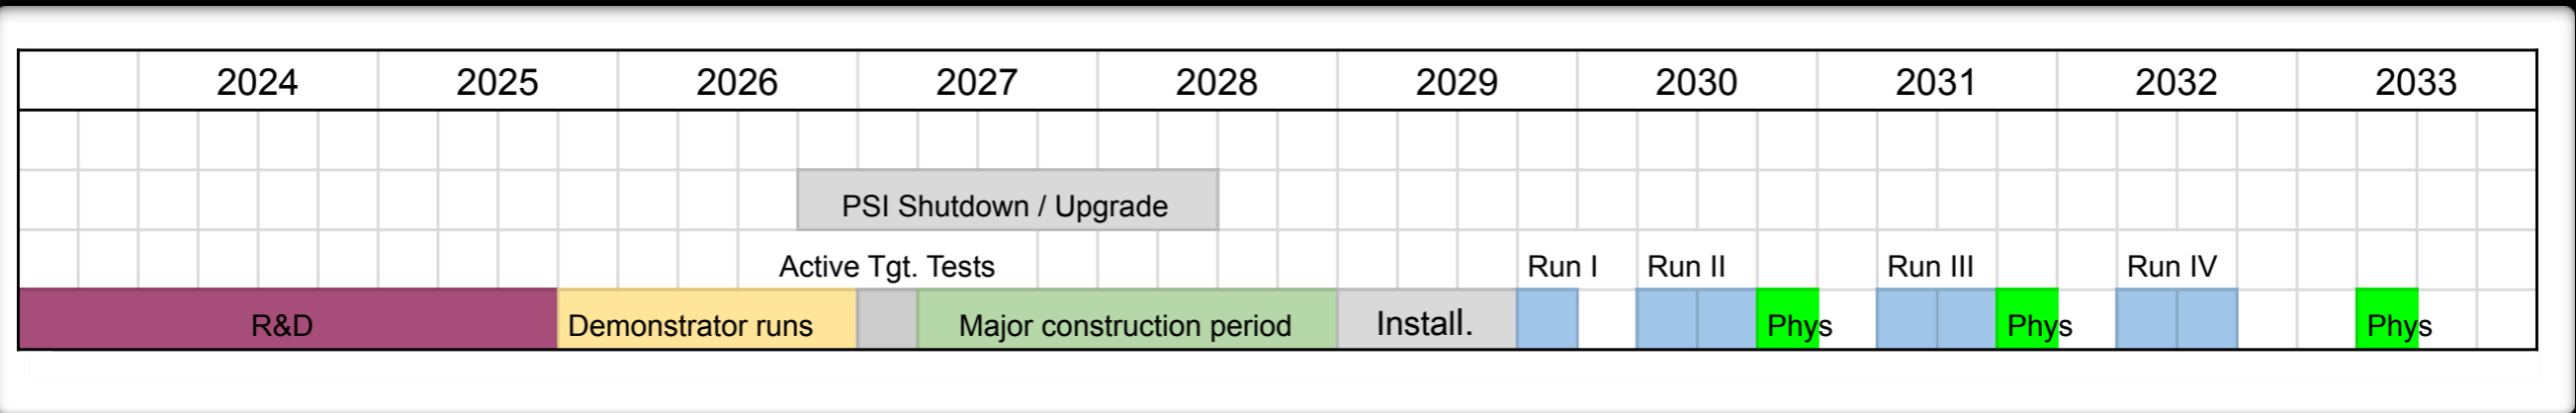 2024 2025 2026 2027 2028 2029 2030 2031 2032 2033
PSI Shutdown / Upgrade
Active Tgt. Tests Run I Run II Run III Run IV
R&D Demonstrator runs Major construction period Install. Phys Phys Phys